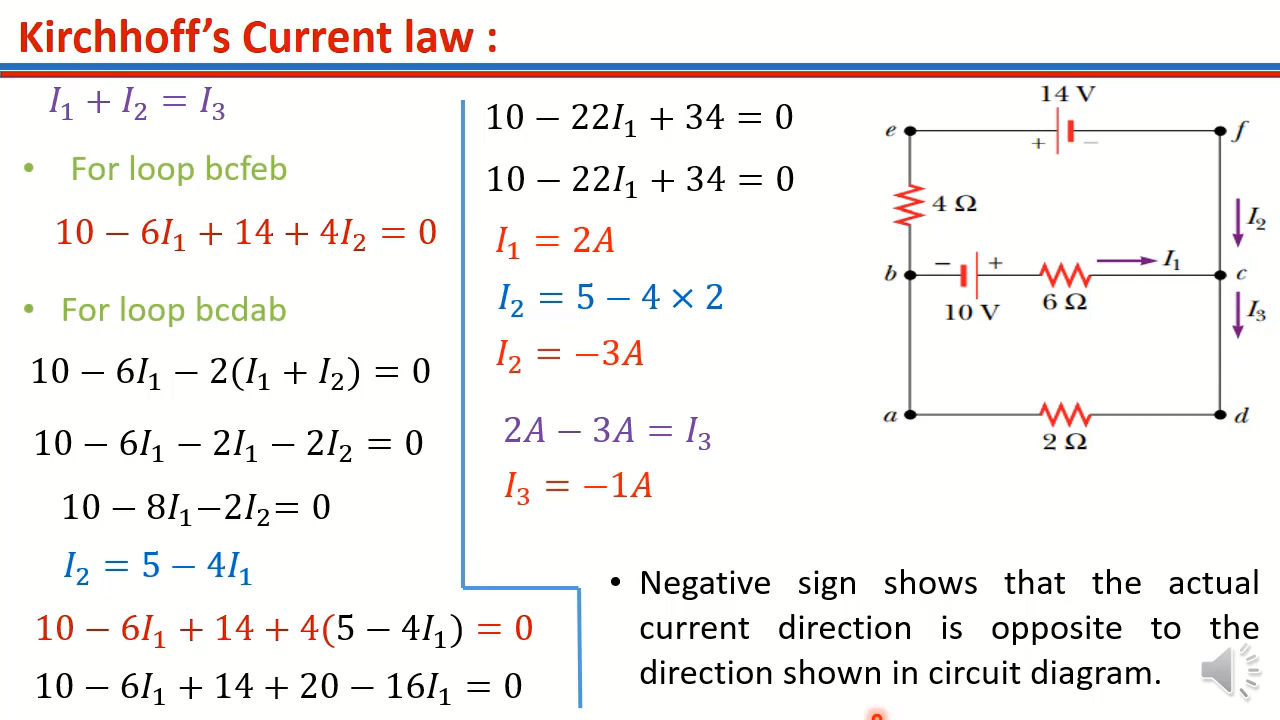 Kirchhoff's Current law :
I₁ + I₂ = I₃
• For loop bcfeb
10 − 6I₁ + 14 + 4I₂ = 0
• For loop bcdab
10 − 6I₁ − 2(I₁ + I₂) = 0
10 − 6I₁ − 2I₁ − 2I₂ = 0
10 − 8I₁−2I₂= 0
I₂ = 5 − 4I₁
10 − 6I₁ + 14 + 4(5 − 4I₁) = 0
10 − 6I₁ + 14 + 20 − 16I₁ = 0
10 − 22I₁ + 34 = 0
10 − 22I₁ + 34 = 0
I₁ = 2A
I₂ = 5 − 4 × 2
I₂ = −3A
2A − 3A = I₃
I₃ = −1A
14 V
e
f
+ −
4 Ω
I₂
b
− +
I₁
c
10 V
6 Ω
I₃
a
d
2 Ω
• Negative sign shows that the actual
current direction is opposite to the
direction shown in circuit diagram.